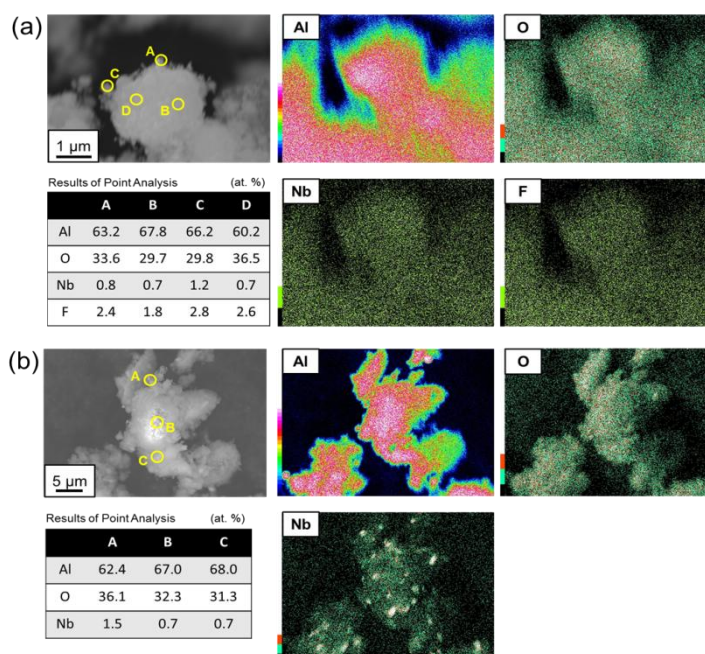 (a)
A
C
D
B
1 µm
Al
O
Results of Point Analysis (at. %)
A B C D
Al 63.2 67.8 66.2 60.2
O 33.6 29.7 29.8 36.5
Nb 0.8 0.7 1.2 0.7
F 2.4 1.8 2.8 2.6
Nb
F
(b)
A
B
C
5 µm
Al
O
Results of Point Analysis (at. %)
A B C
Al 62.4 67.0 68.0
O 36.1 32.3 31.3
Nb 1.5 0.7 0.7
Nb